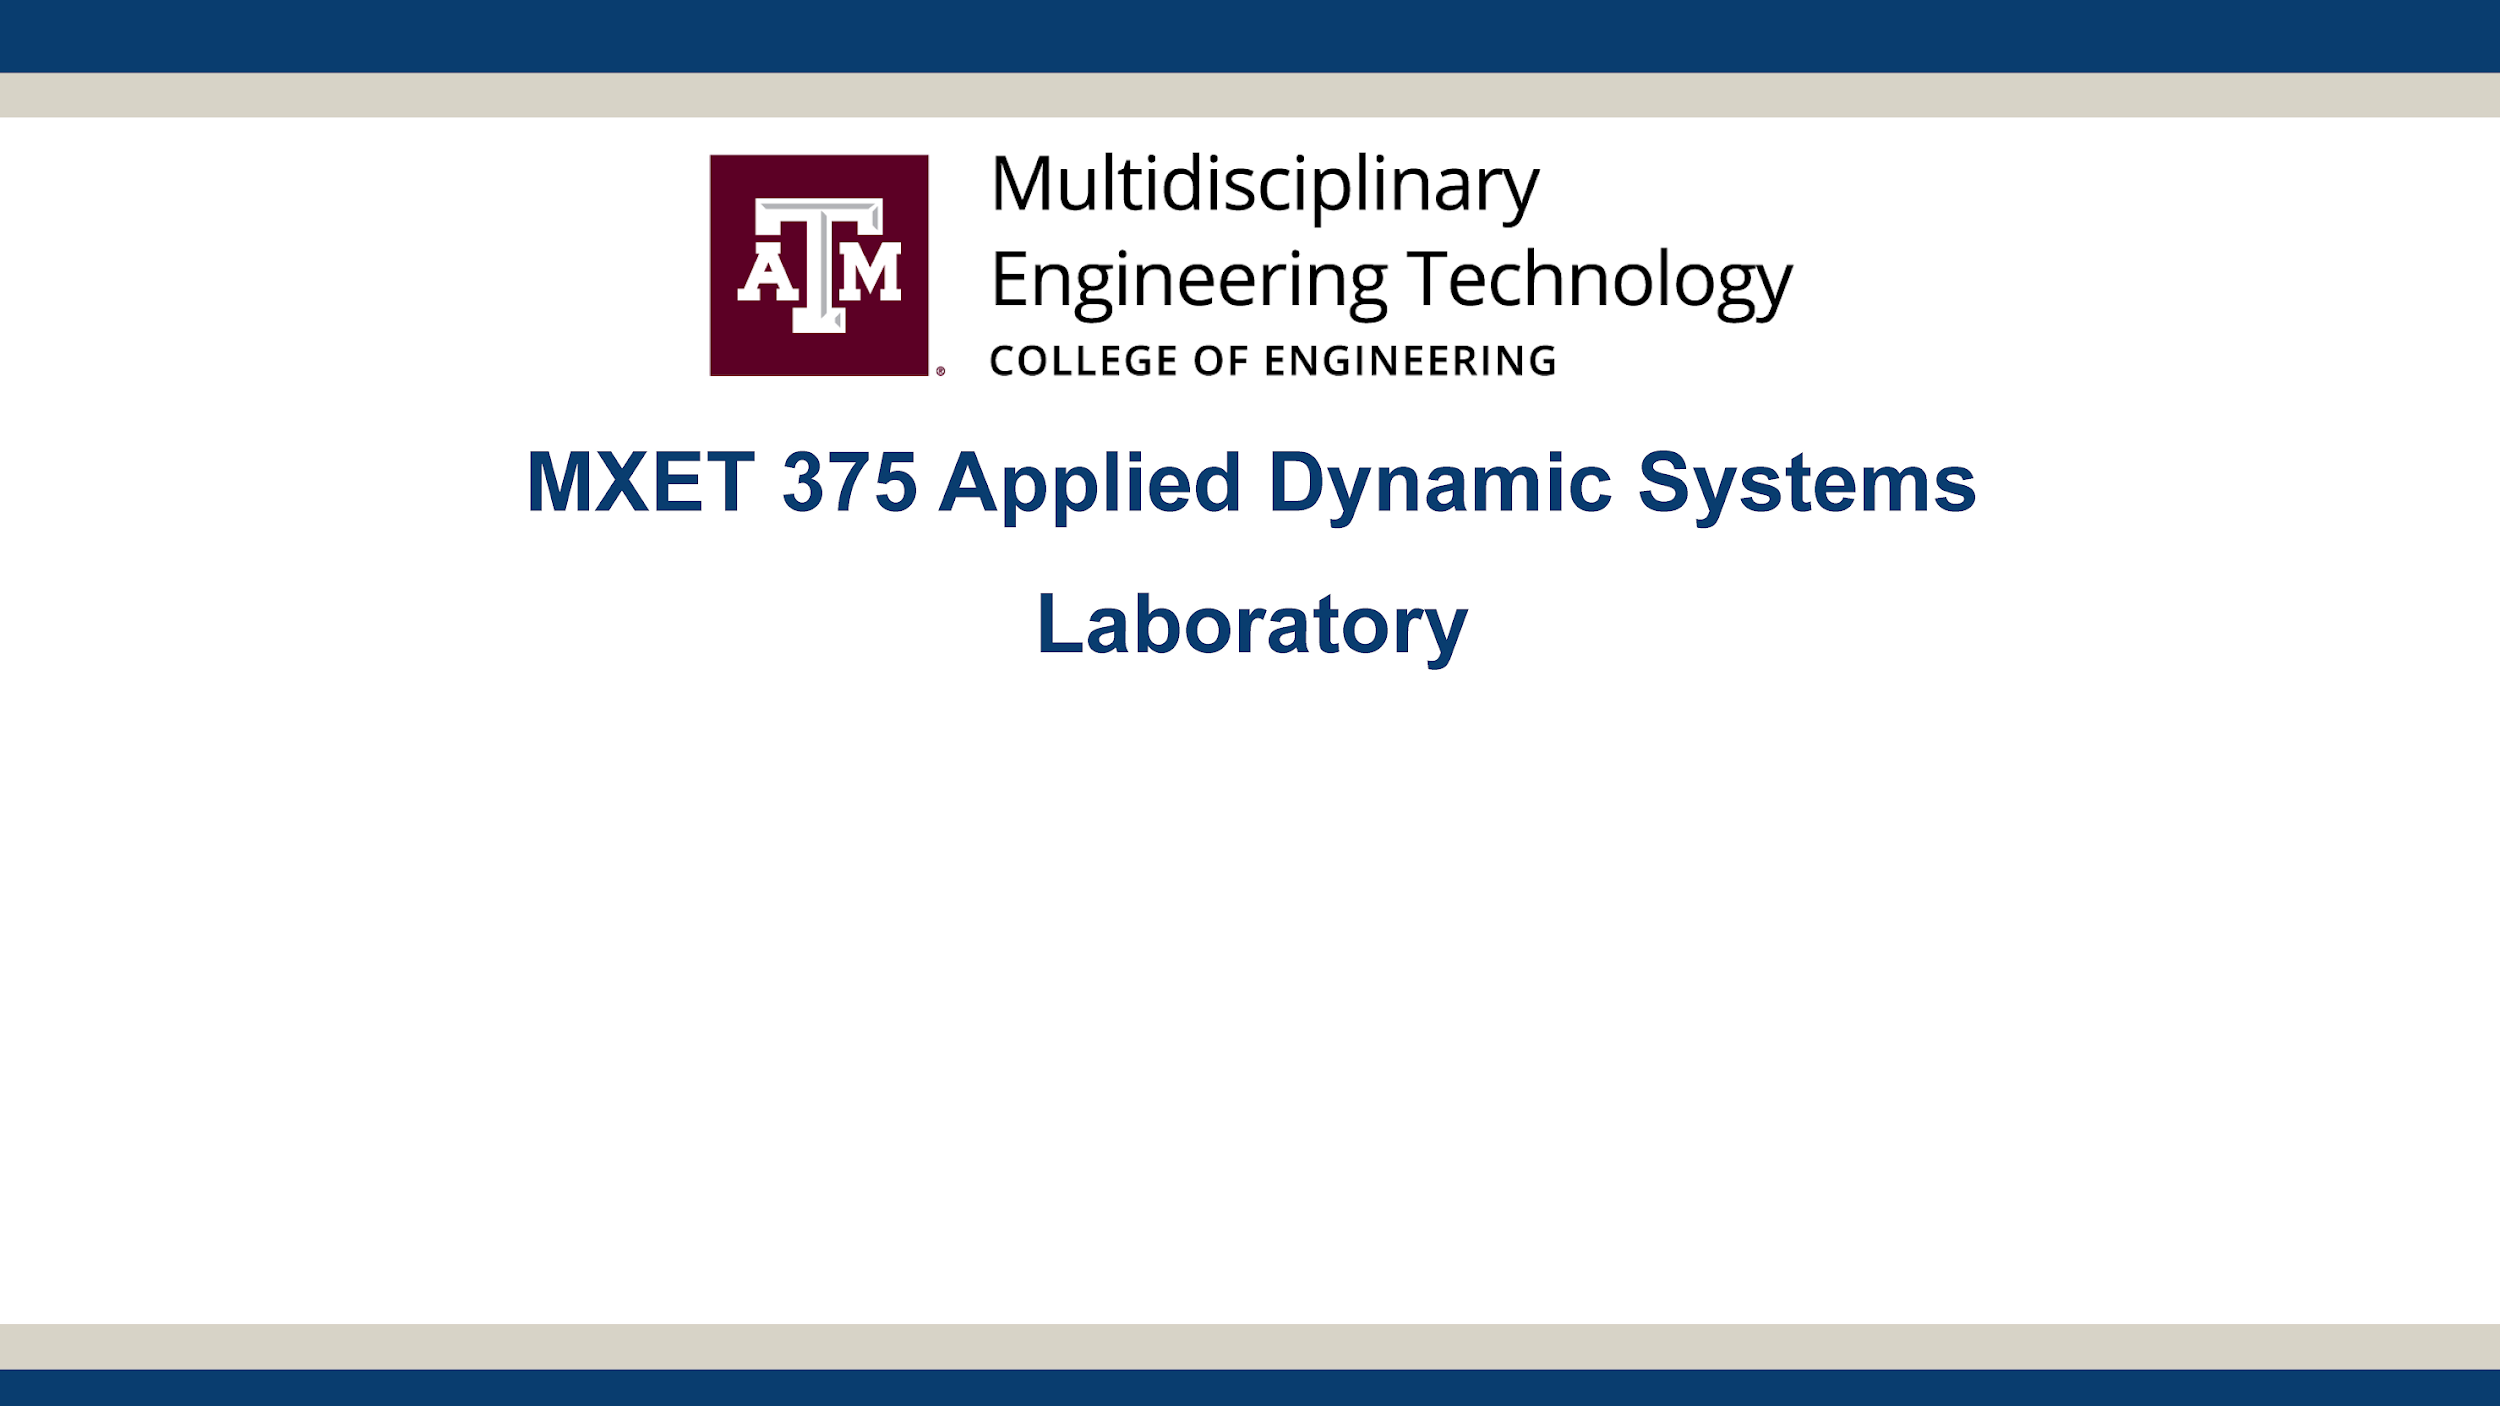 ATM
Multidisciplinary
Engineering Technology
COLLEGE OF ENGINEERING
®
MXET 375 Applied Dynamic Systems
Laboratory